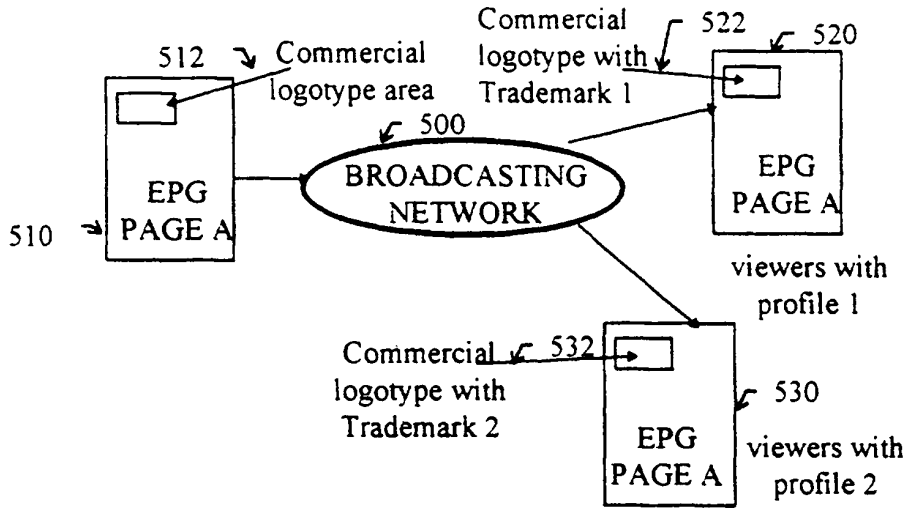 512
Commercial
logotype area
EPG
PAGE A
510
500
BROADCASTING
NETWORK
Commercial
logotype with
Trademark 1
522
520
EPG
PAGE A
viewers with
profile 1
Commercial
logotype with
Trademark 2
532
EPG
PAGE A
530
viewers with
profile 2